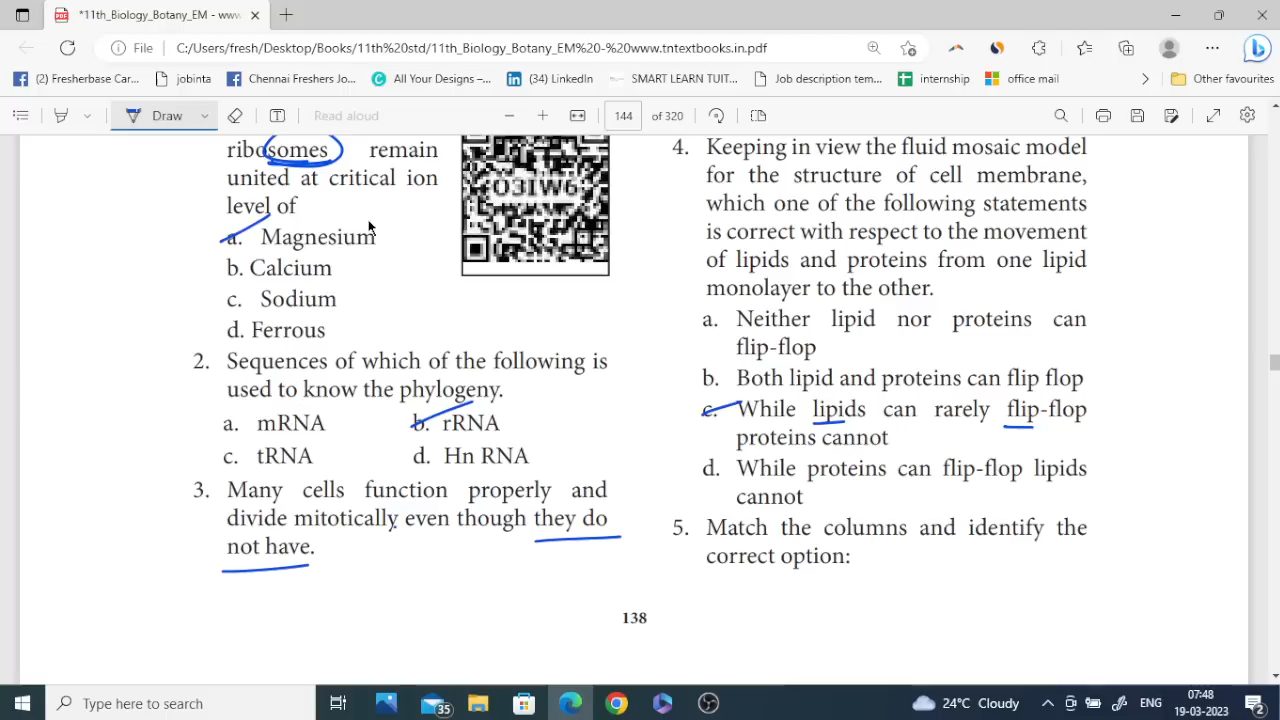 *11th_Biology_Botany_EM - www
File C:/Users/fresh/Desktop/Books/11th%20std/11th_Biology_Botany_EM%20-%20www.tntextbooks.in.pdf
(2) Fresherbase Car... jobinta Chennai Freshers Jo... All Your Designs –... (34) LinkedIn SMART LEARN TUIT... Job description tem... internship office mail Other favourites
Draw Read aloud 144 of 320
ribosomes remain
united at critical ion
level of
a. Magnesium
b. Calcium
c. Sodium
d. Ferrous
O31W6
2. Sequences of which of the following is
used to know the phylogeny.
a. mRNA b. rRNA
c. tRNA d. Hn RNA
3. Many cells function properly and
divide mitotically even though they do
not have.
4. Keeping in view the fluid mosaic model
for the structure of cell membrane,
which one of the following statements
is correct with respect to the movement
of lipids and proteins from one lipid
monolayer to the other.
a. Neither lipid nor proteins can
flip-flop
b. Both lipid and proteins can flip flop
c. While lipids can rarely flip-flop
proteins cannot
d. While proteins can flip-flop lipids
cannot
5. Match the columns and identify the
correct option:
138
Type here to search 35 24°C Cloudy ENG 07:48
19-03-2023 2